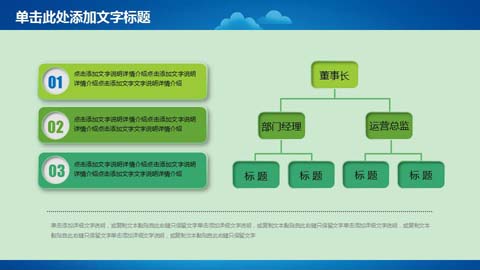 单击此处添加文字标题
01
点击添加文字说明详情介绍点击添加文字说明
详情介绍点击添加文字文字说明详情介绍
02
点击添加文字说明详情介绍点击添加文字说明
详情介绍点击添加文字文字说明详情介绍
03
点击添加文字说明详情介绍点击添加文字说明
详情介绍点击添加文字文字说明详情介绍
董事长
部门经理
运营总监
标 题
标 题
标 题
标 题
单击添加详细文字说明，或复制文本黏贴自此右键只保留文字单击添加详细文字说明，或复制文本黏贴自此右键只保留文字单击添加详细文字说明，或复制文本
黏贴自此右键只保留文字单击添加详细文字说明，或复制文本黏贴自此右键只保留文字